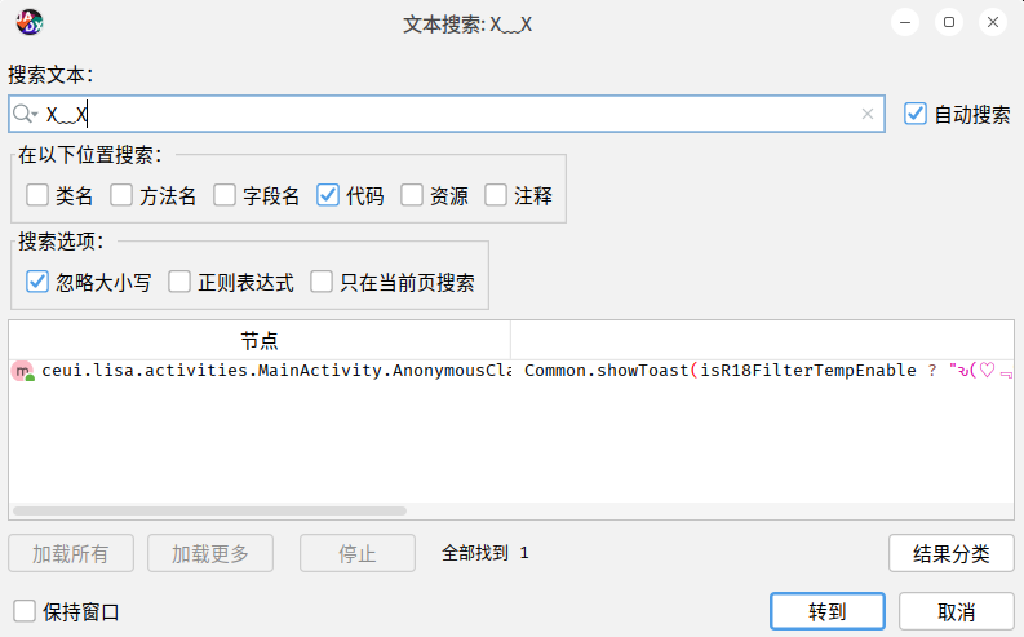 文本搜索: X﹏X
搜索文本:
X﹏X
自动搜索
在以下位置搜索:
类名 方法名 字段名 代码 资源 注释
搜索选项:
忽略大小写 正则表达式 只在当前页搜索
节点
ceui.lisa.activities.MainActivity.AnonymousCla Common.showToast(isR18FilterTempEnable ? "ԅ(♡﹃
加载所有 加载更多 停止 全部找到 1 结果分类
保持窗口 转到 取消